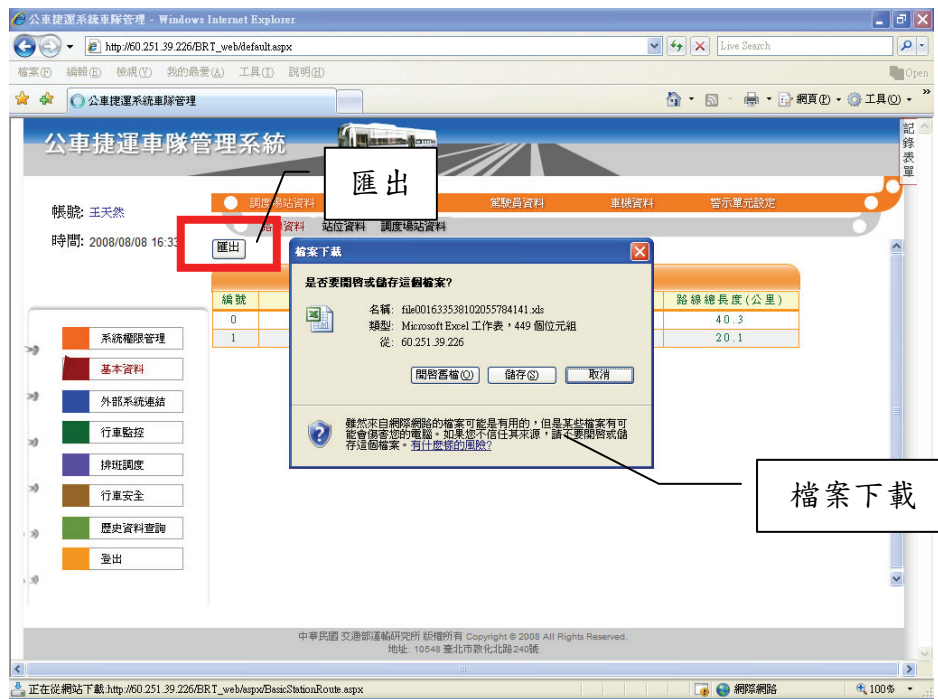 公車捷運系統車隊管理 - Windows Internet Explorer
http://60.251.39.226/BRT_web/default.aspx
Live Search
檔案(F) 編輯(E) 檢視(V) 我的最愛(A) 工具(T) 說明(H)
Open
公車捷運系統車隊管理
網頁(P)
工具(O)
公車捷運車隊管理系統
記錄表單
匯出
帳號: 王天然
時間: 2008/08/08 16:33
調度場站資料
駕駛員資料
車機資料
警示單元設定
資料
站位資料
調度場站資料
匯出
編號
路線總長度(公里)
0
40.3
1
20.1
檔案下載
是否要開啟或儲存這個檔案?
名稱: file001633538102055784141.xls
類型: Microsoft Excel 工作表,449 個位元組
從: 60.251.39.226
開啟舊檔(O)
儲存(S)
取消
雖然來自網際網路的檔案可能是有用的,但是某些檔案有可
能會傷害您的電腦。如果您不信任其來源,請不要開啟或儲
存這個檔案。有什麼樣的風險?
檔案下載
系統權限管理
基本資料
外部系統連結
行車監控
排班調度
行車安全
歷史資料查詢
登出
中華民國 交通部運輸研究所 版權所有 Copyright © 2008 All Rights Reserved.
地址: 10548 臺北市敦化北路240號
正在從網站下載:http://60.251.39.226/BRT_web/aspx/BasicStationRoute.aspx
網際網路
100%